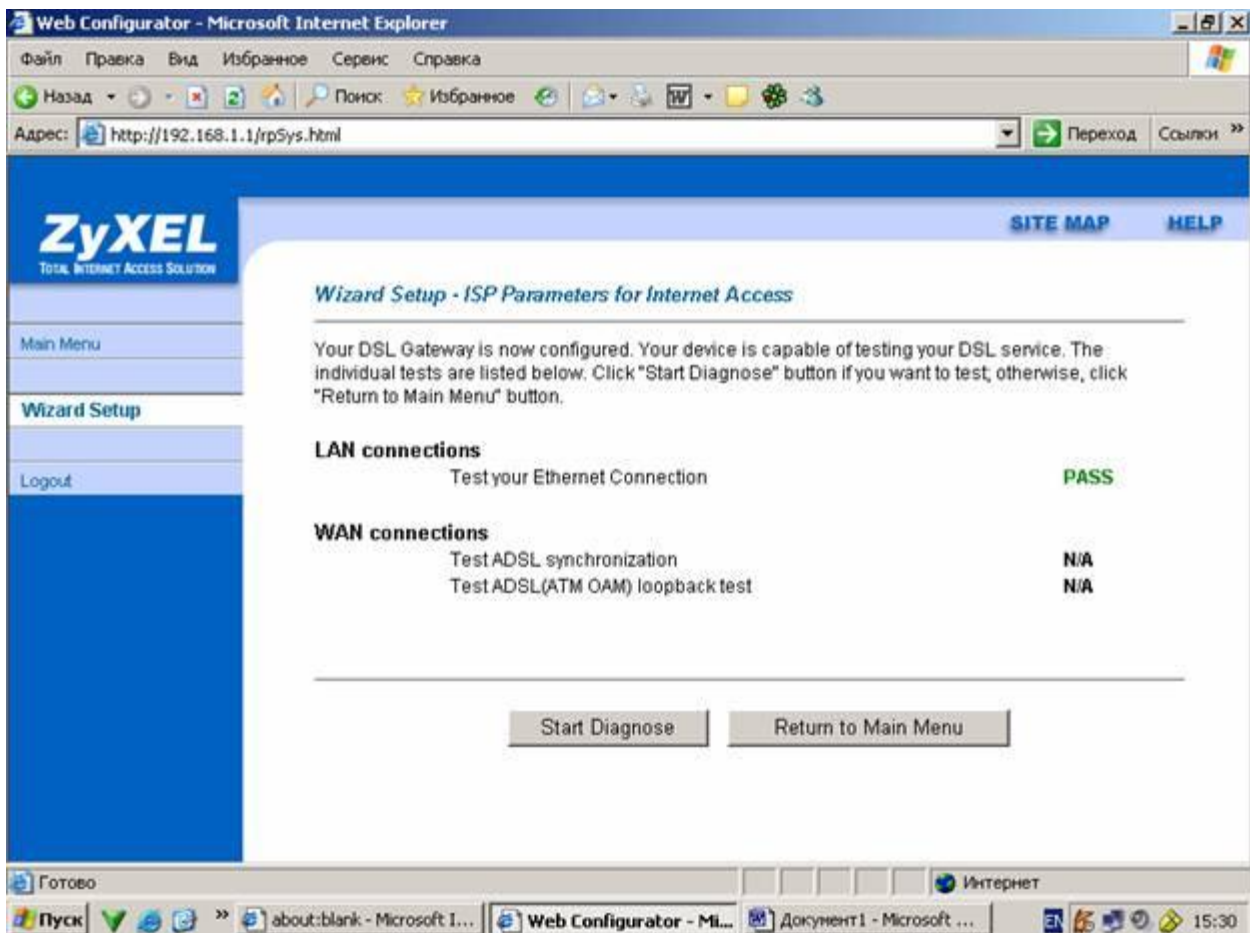 Web Configurator - Microsoft Internet Explorer
Файл Правка Вид Избранное Сервис Справка
Назад Поиск Избранное
Адрес: http://192.168.1.1/rpSys.html Переход Ссылки »
ZyXEL
TOTAL INTERNET ACCESS SOLUTION
SITE MAP HELP
Main Menu
Wizard Setup
Logout
Wizard Setup - ISP Parameters for Internet Access
Your DSL Gateway is now configured. Your device is capable of testing your DSL service. The
individual tests are listed below. Click "Start Diagnose" button if you want to test; otherwise, click
"Return to Main Menu" button.
LAN connections
Test your Ethernet Connection PASS
WAN connections
Test ADSL synchronization N/A
Test ADSL(ATM OAM) loopback test N/A
Start Diagnose Return to Main Menu
Готово Интернет
Пуск » about:blank - Microsoft I... Web Configurator - Mi... Документ1 - Microsoft ... EN 15:30